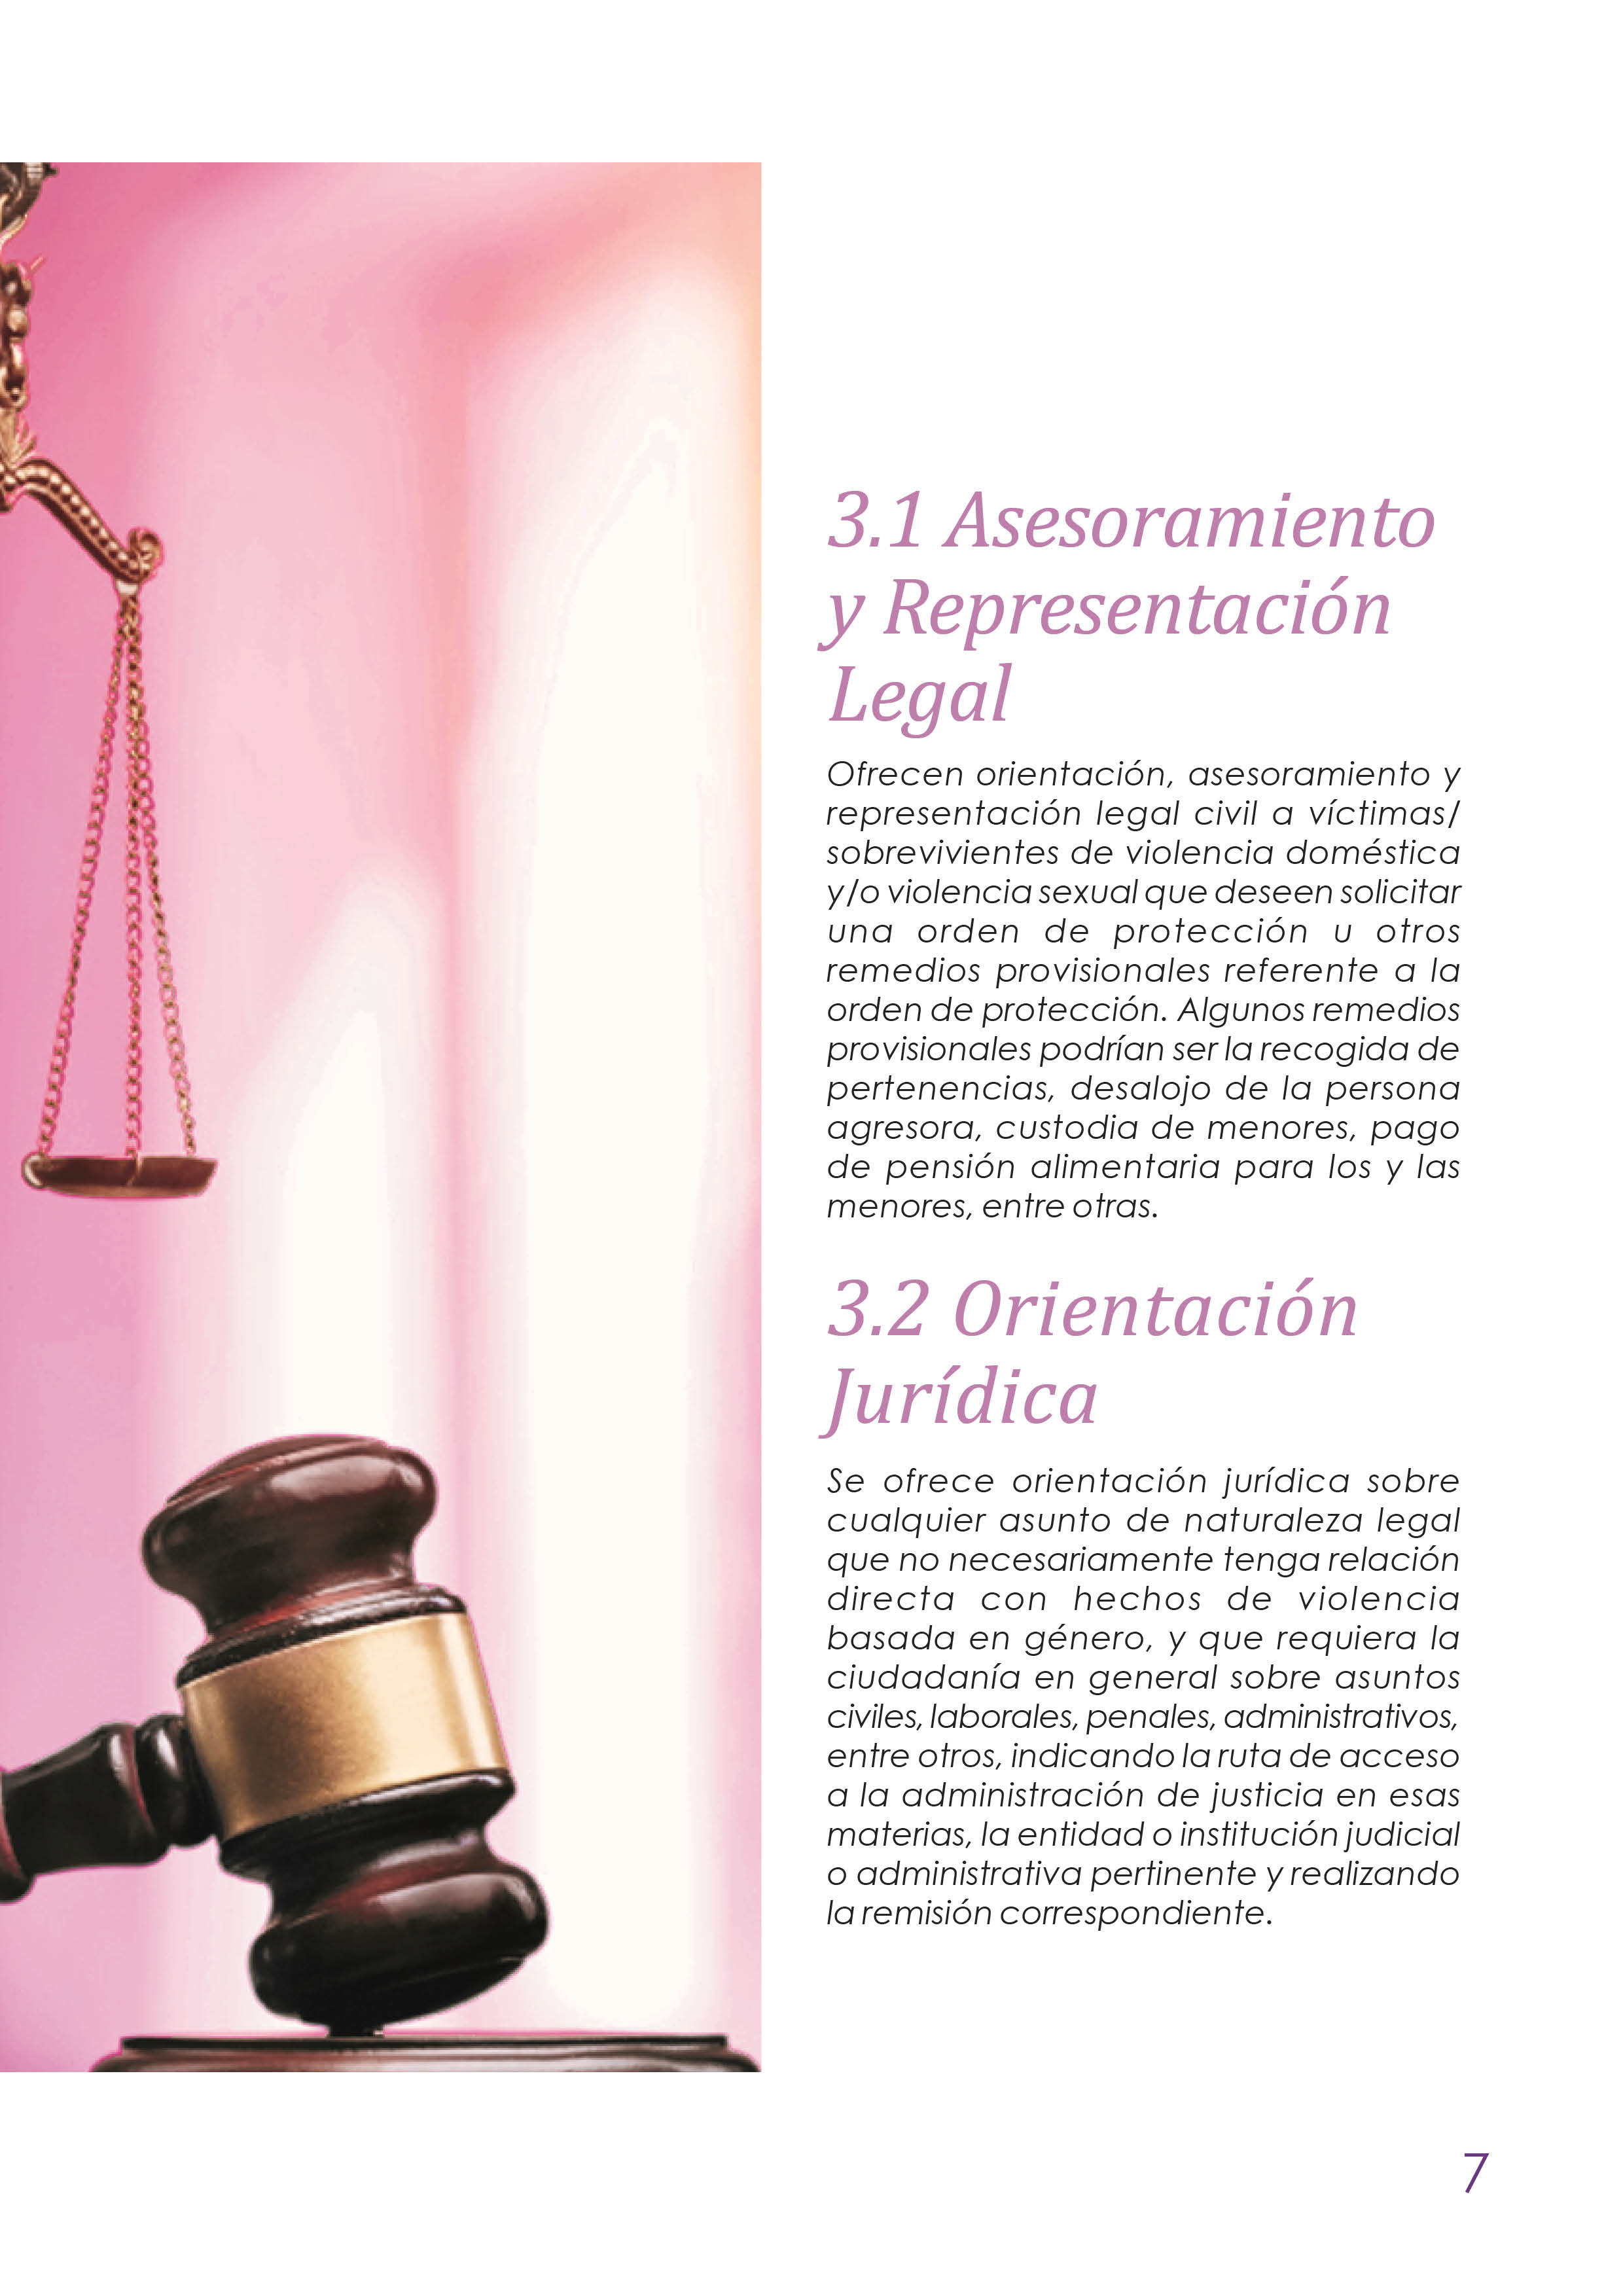 3.1 Asesoramiento
y Representación
Legal
Ofrecen orientación, asesoramiento y
representación legal civil a víctimas/
sobrevivientes de violencia doméstica
y/o violencia sexual que deseen solicitar
una orden de protección u otros
remedios provisionales referente a la
orden de protección. Algunos remedios
provisionales podrían ser la recogida de
pertenencias, desalojo de la persona
agresora, custodia de menores, pago
de pensión alimentaria para los y las
menores, entre otras.
3.2 Orientación
Jurídica
Se ofrece orientación jurídica sobre
cualquier asunto de naturaleza legal
que no necesariamente tenga relación
directa con hechos de violencia
basada en género, y que requiera la
ciudadanía en general sobre asuntos
civiles, laborales, penales, administrativos,
entre otros, indicando la ruta de acceso
a la administración de justicia en esas
materias, la entidad o institución judicial
o administrativa pertinente y realizando
la remisión correspondiente.
7